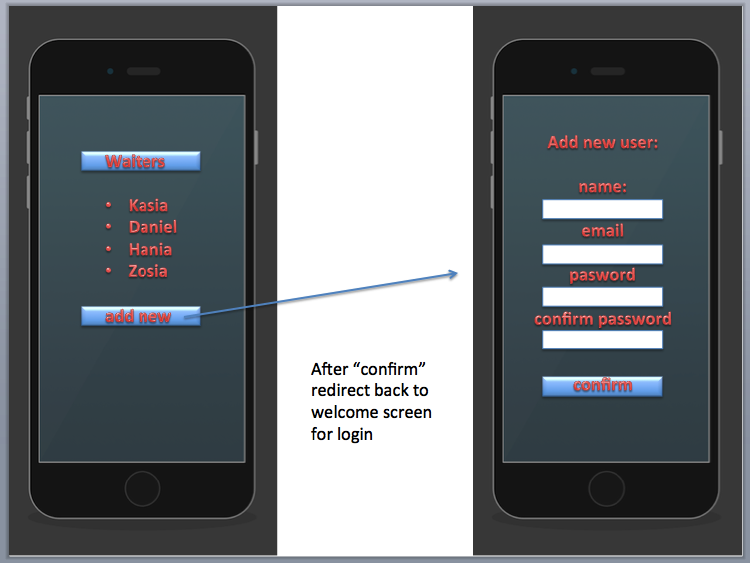 Waiters
• Kasia
• Daniel
• Hania
• Zosia
add new
After “confirm”
redirect back to
welcome screen
for login
Add new user:
name:
email
pasword
confirm password
confirm